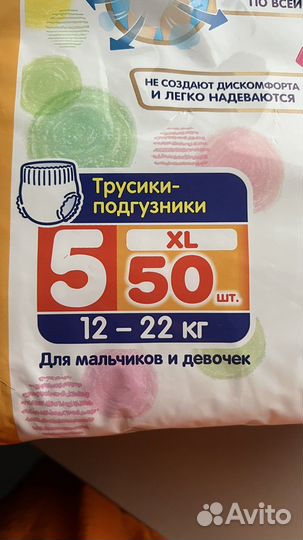 ПО ВСЕЙ
НЕ СОЗДАЮТ ДИСКОМФОРТА
И ЛЕГКО НАДЕВАЮТСЯ
Трусики-
подгузники
5
XL
50 шт.
12 – 22 кг
Для мальчиков и девочек
Avito